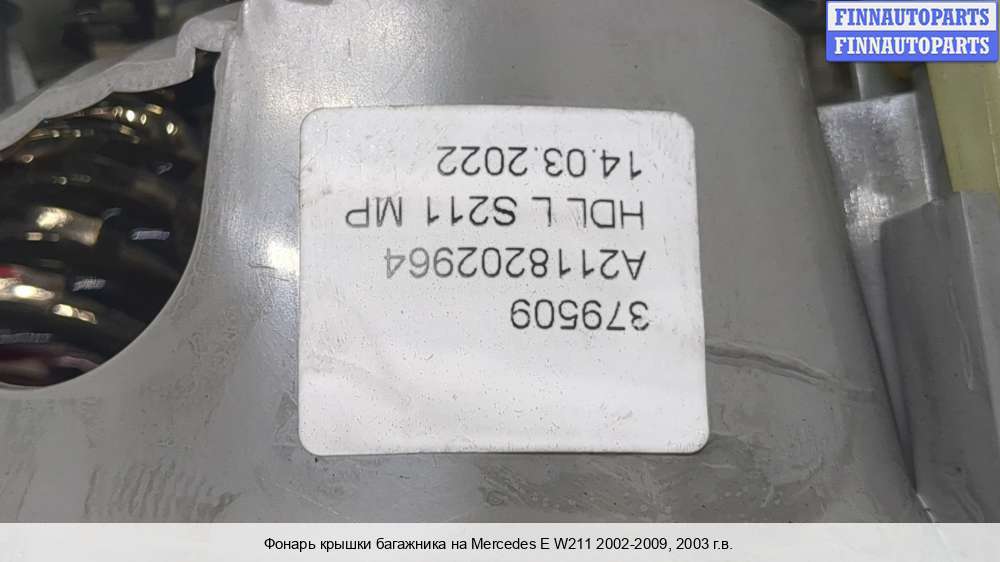 FINNAUTOPARTS
FINNAUTOPARTS
379509
A2118202964
HDL L S211 MP
14.03.2022
Фонарь крышки багажника на Mercedes E W211 2002-2009, 2003 г.в.